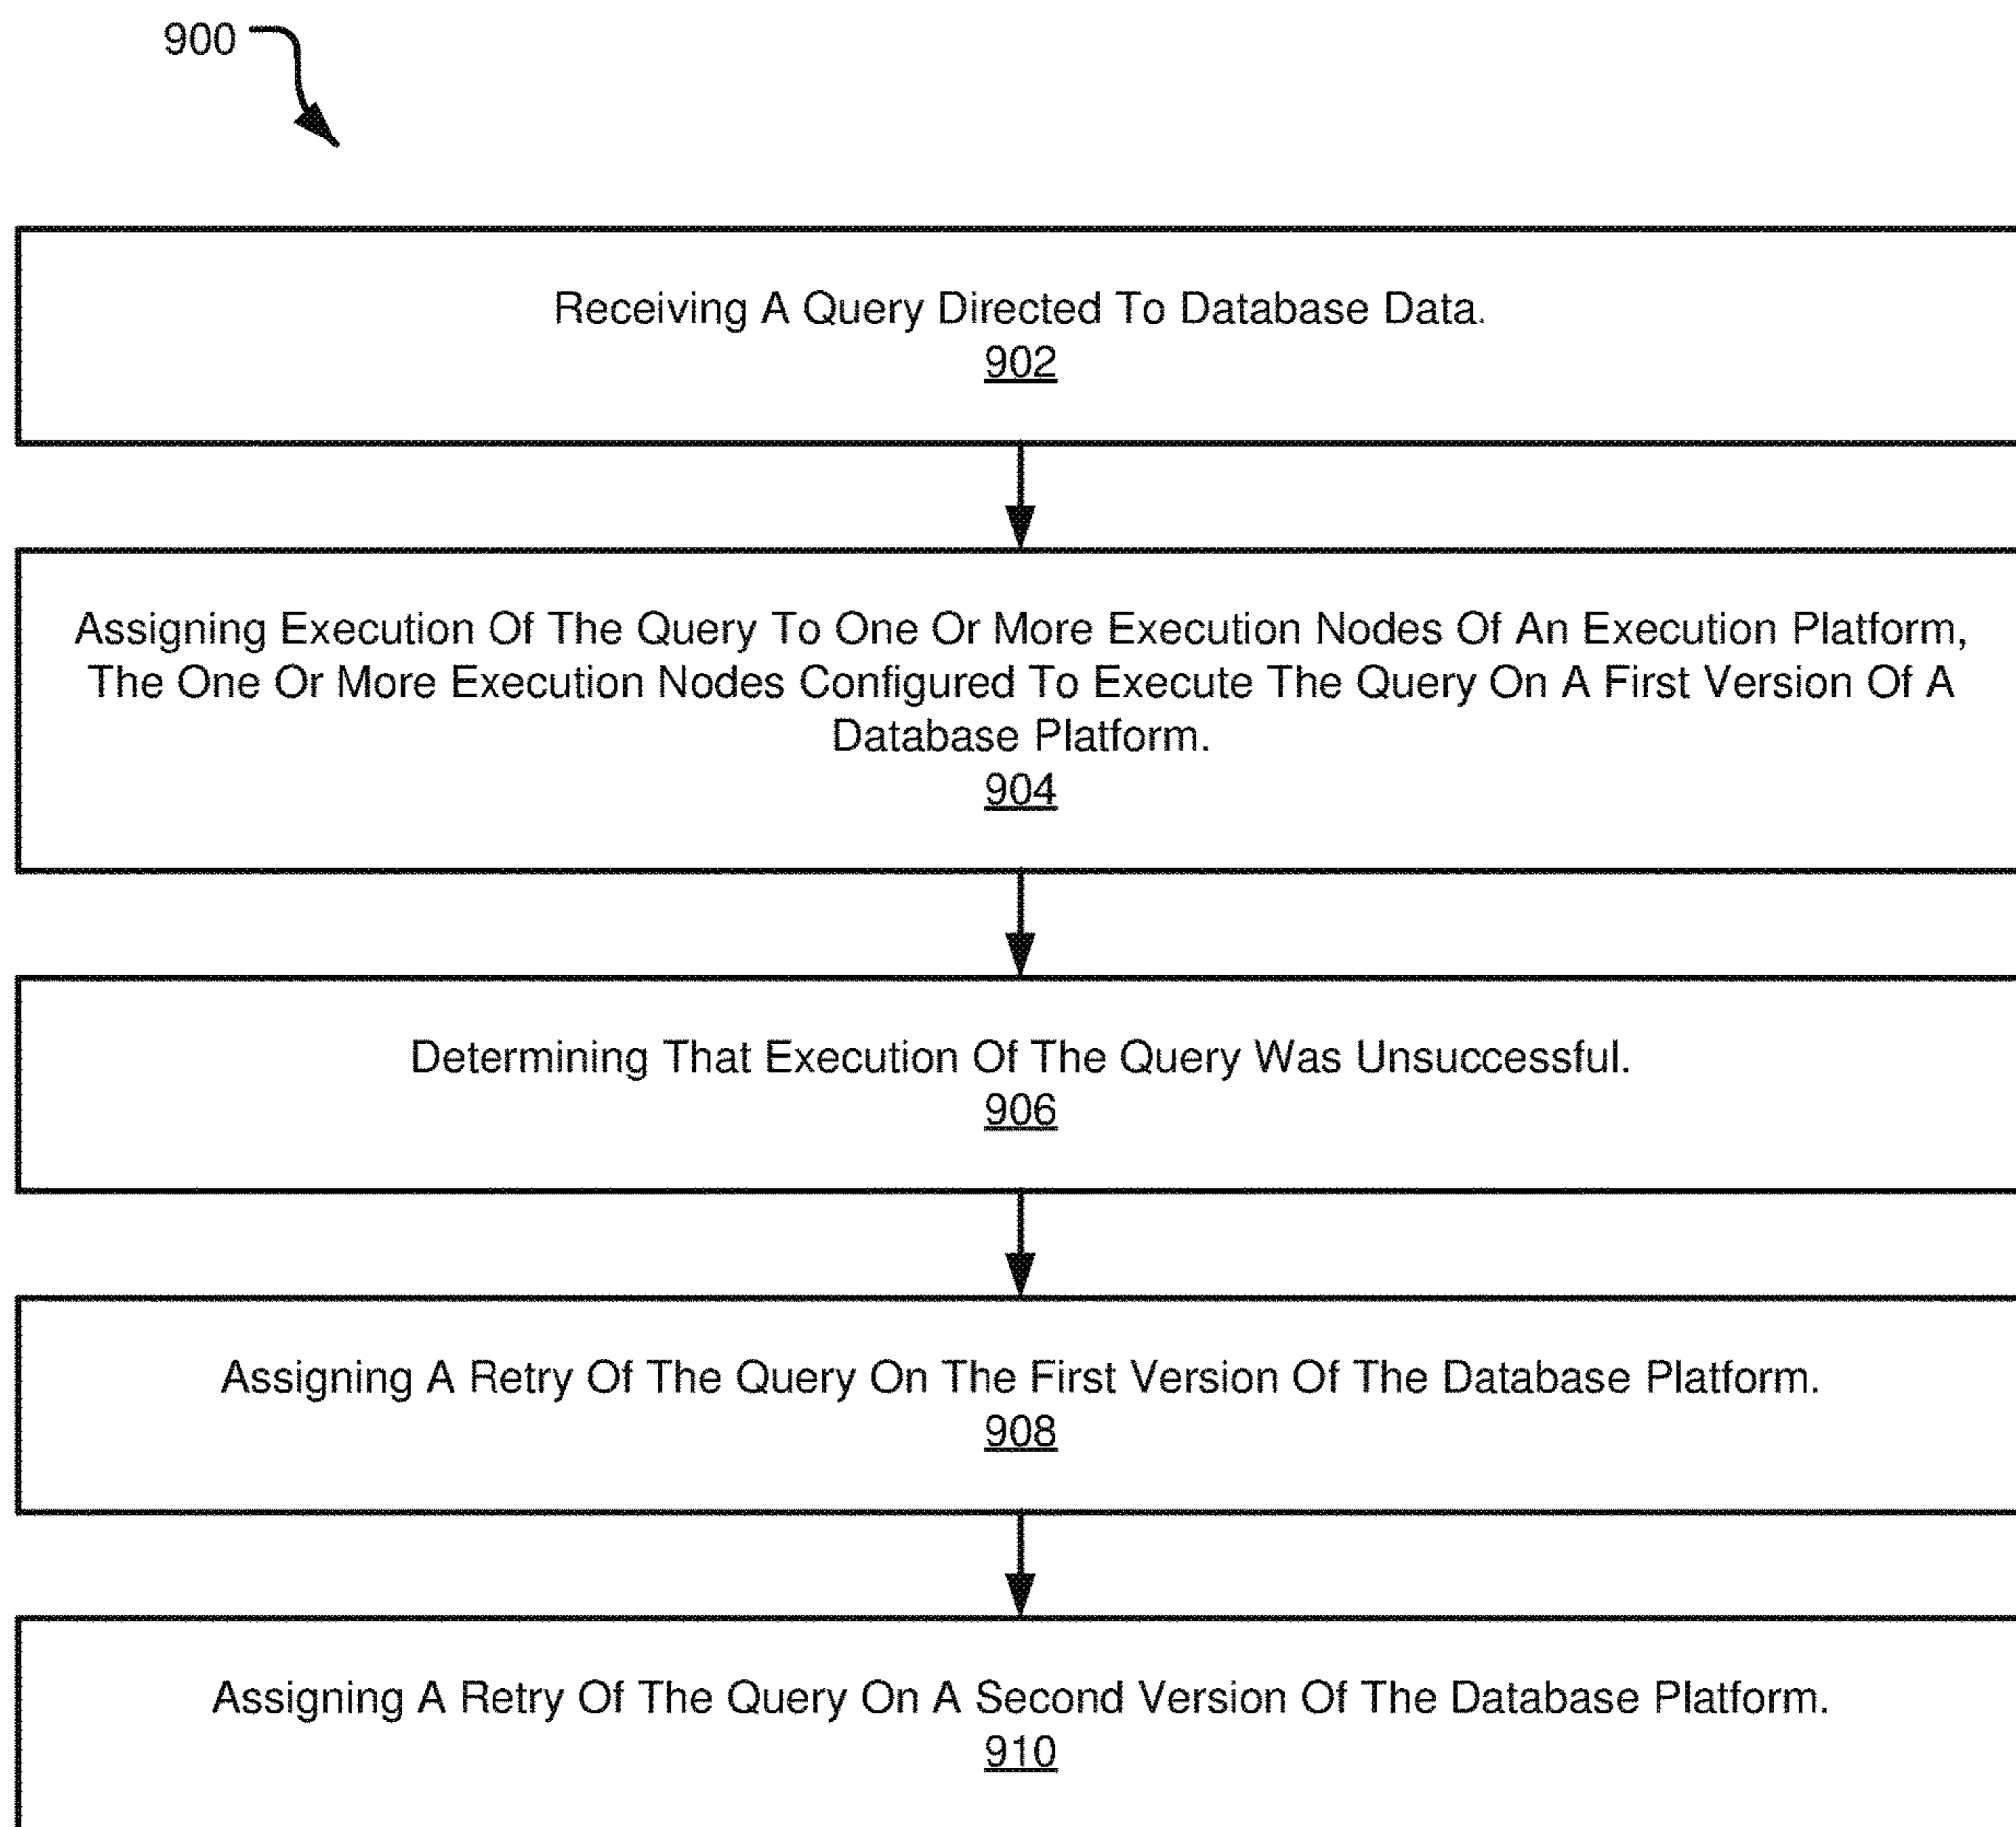 900
Receiving A Query Directed To Database Data.
902
Assigning Execution Of The Query To One Or More Execution Nodes Of An Execution Platform,
The One Or More Execution Nodes Configured To Execute The Query On A First Version Of A
Database Platform.
904
Determining That Execution Of The Query Was Unsuccessful.
906
Assigning A Retry Of The Query On The First Version Of The Database Platform.
908
Assigning A Retry Of The Query On A Second Version Of The Database Platform.
910